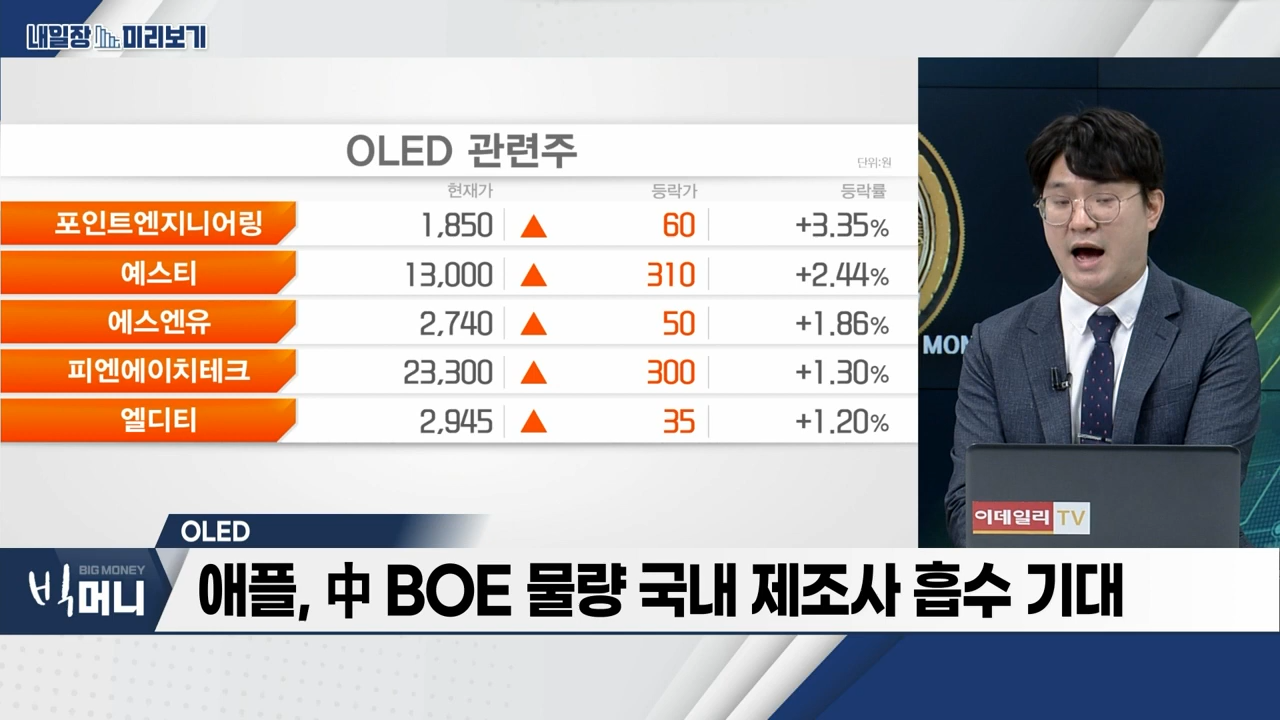 내일장 미리보기
OLED 관련주
단위:원
현재가 등락가 등락률
포인트엔지니어링 1,850 ▲ 60 +3.35%
예스티 13,000 ▲ 310 +2.44%
에스엔유 2,740 ▲ 50 +1.86%
피엔에이치테크 23,300 ▲ 300 +1.30%
엘디티 2,945 ▲ 35 +1.20%
MON
이데일리TV
OLED
BIG MONEY
빅머니
애플, 中 BOE 물량 국내 제조사 흡수 기대